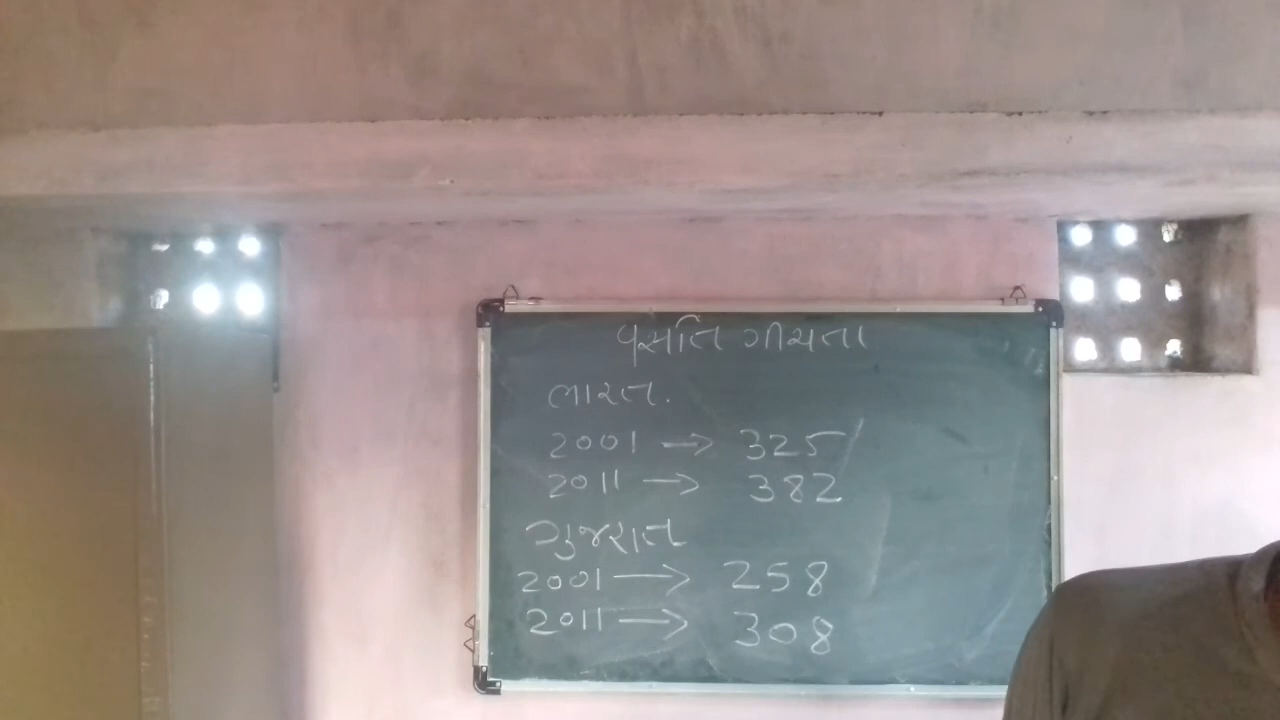 વસતિ ગીચતા
ભારત.
2001 → 325
2011 → 382
ગુજરાત
2001 → 258
2011 → 308